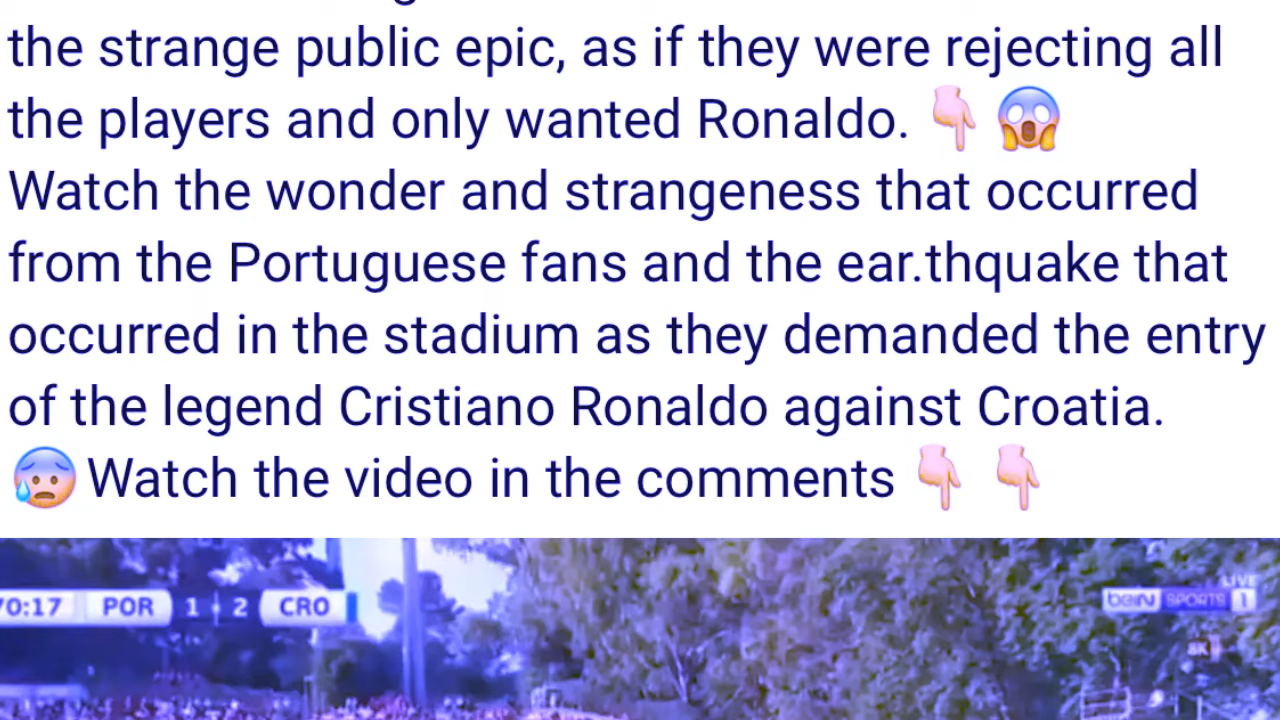 the strange public epic, as if they were rejecting all
the players and only wanted Ronaldo. 👇🏻 😱
Watch the wonder and strangeness that occurred
from the Portuguese fans and the ear.thquake that
occurred in the stadium as they demanded the entry
of the legend Cristiano Ronaldo against Croatia.
😰 Watch the video in the comments 👇🏻 👇🏻
LIVE
70:17 POR 1 2 CRO beIN SPORTS 1
8K